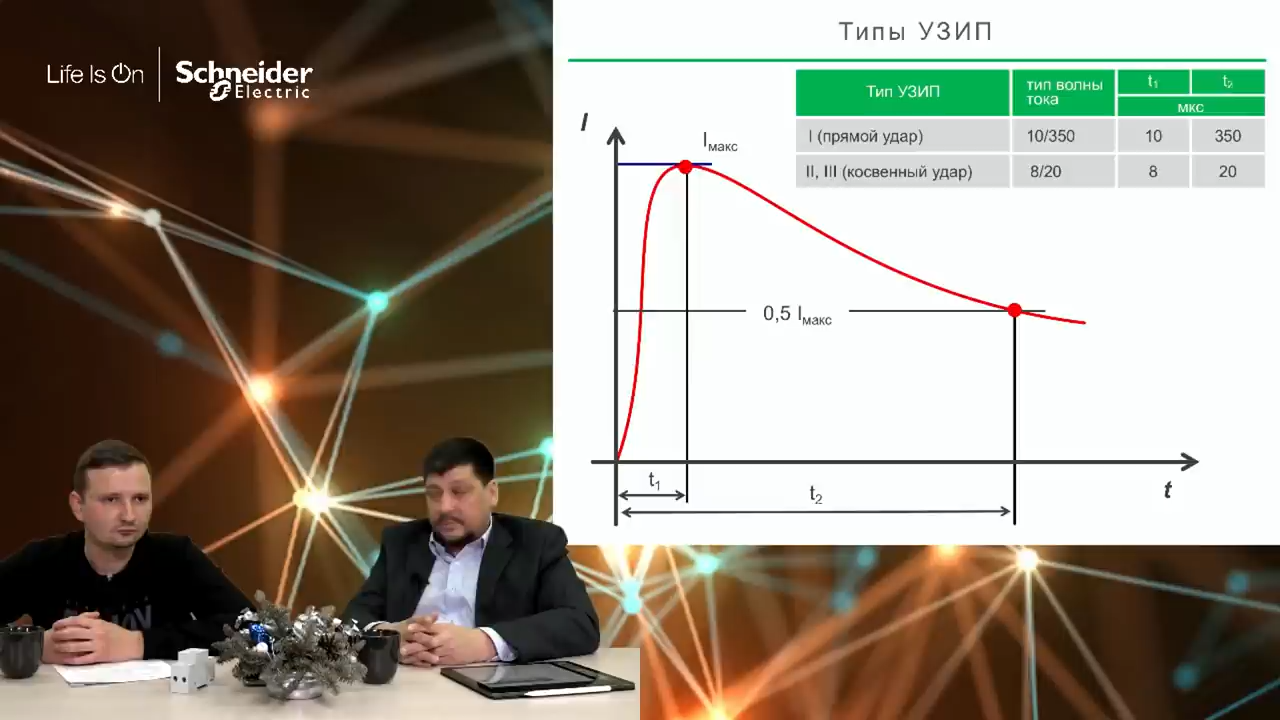 Life Is On
Schneider
Electric
Типы УЗИП
Тип УЗИП
тип волны
тока
t1
t2
мкс
I (прямой удар)
10/350
10
350
II, III (косвенный удар)
8/20
8
20
I
Iмакс
0,5 Iмакс
t1
t2
t